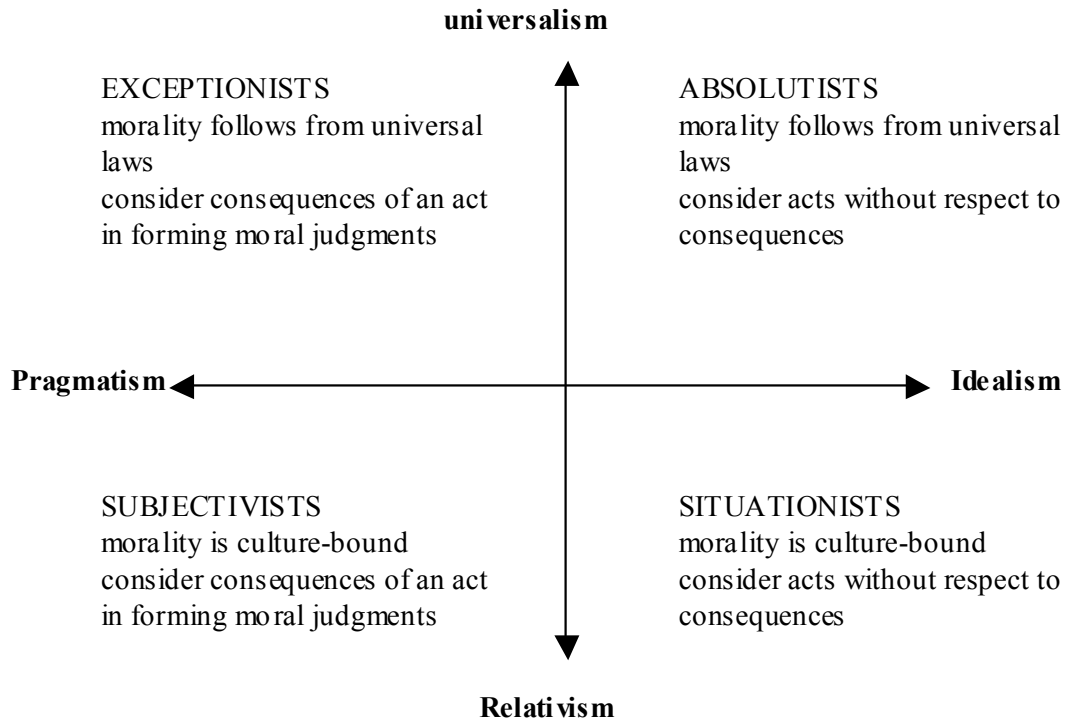 universalism
EXCEPTIONISTS
morality follows from universal
laws
consider consequences of an act
in forming moral judgments
ABSOLUTISTS
morality follows from universal
laws
consider acts without respect to
consequences
Pragmatism
Idealism
SUBJECTIVISTS
morality is culture-bound
consider consequences of an act
in forming moral judgments
SITUATIONISTS
morality is culture-bound
consider acts without respect to
consequences
Relativism